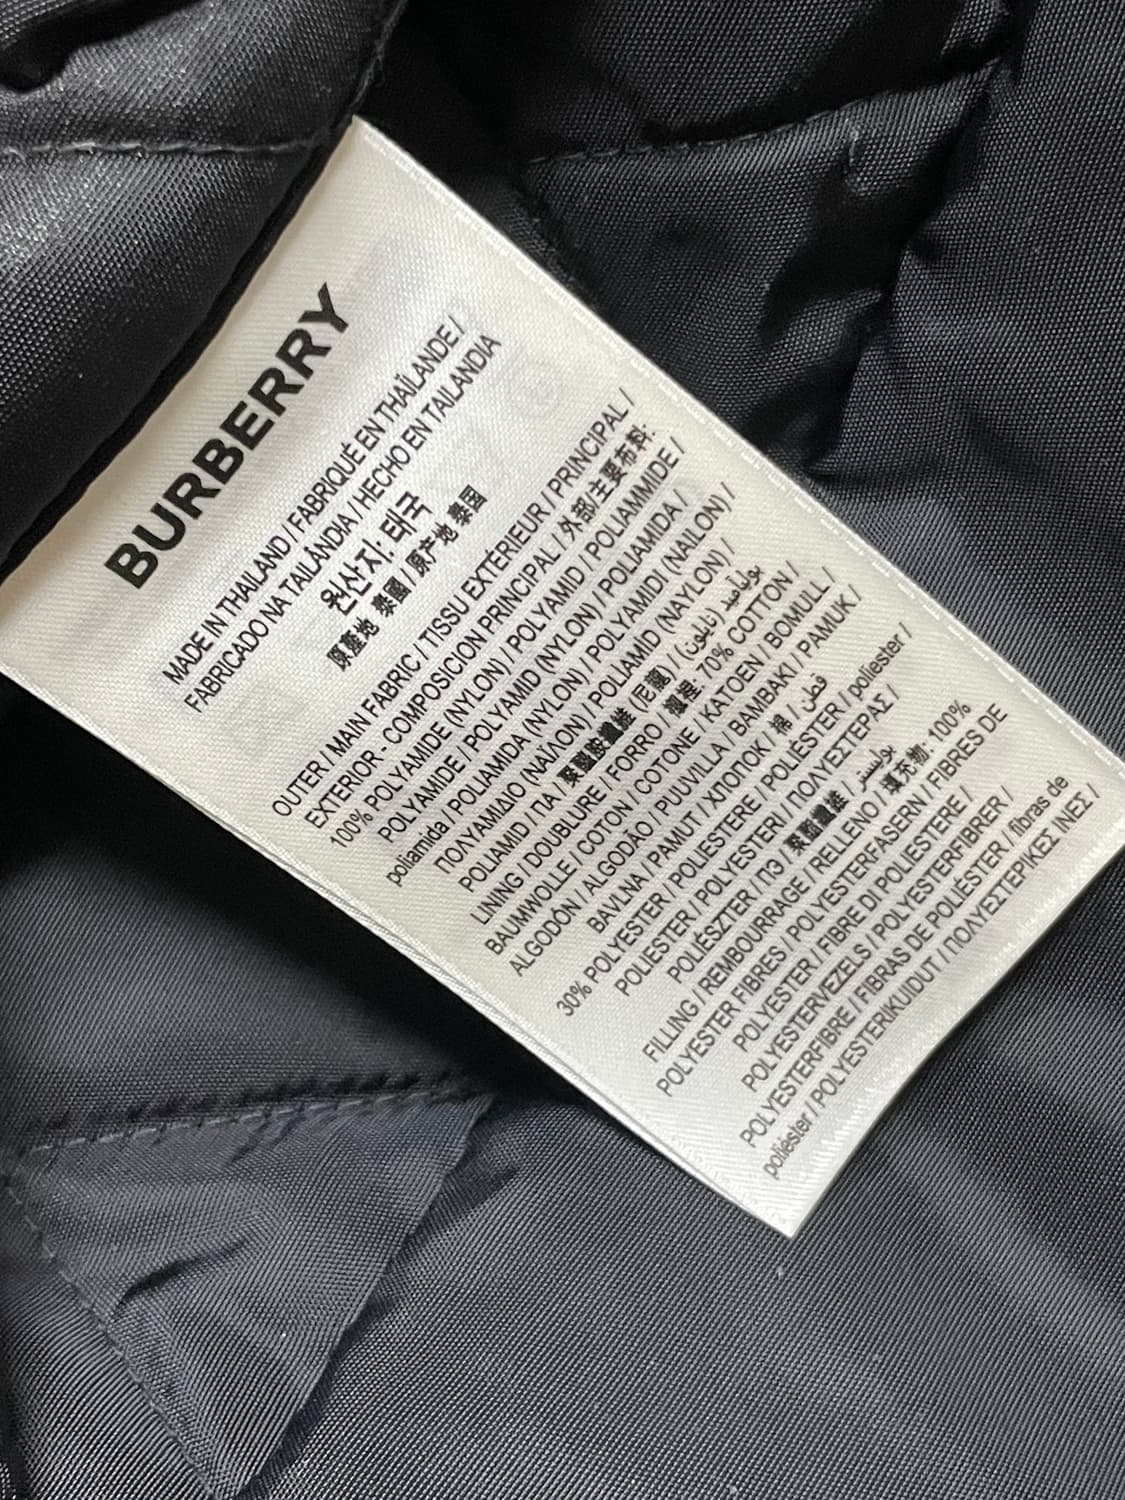 BURBERRY
MADE IN THAILAND / FABRIQUÉ EN THAÏLANDE /
FABRICADO NA TAILÂNDIA / HECHO EN TAILANDIA
원산지: 태국
原產地 泰國 / 原产地 泰国
OUTER / MAIN FABRIC / TISSU EXTÉRIEUR / PRINCIPAL /
EXTERIOR - COMPOSICION PRINCIPAL / 外部/主要布料:
100% POLYAMIDE (NYLON) / POLYAMID / POLIAMMIDE /
POLYAMIDE / POLYAMID (NYLON) / POLIAMIDA /
poliamida / POLIAMIDA (NYLON) / POLYAMIDI (NAILON) /
ΠΟΛΥΑΜΙΔΙΟ (ΝΑΪΛΟΝ) / POLIAMID (NAYLON) /
POLIAMID / ПА / 聚醯胺纖維 (尼龍) / بولياميد (نايلون)
LINING / DOUBLURE / FORRO / 襯裡: 70% COTTON /
BAUMWOLLE / COTON / COTONE / KATOEN / BOMULL /
ALGODÓN / ALGODÃO / PUUVILLA / BAMBAKI / PAMUK /
BAVLNA / PAMUT / ХЛОПОК / 棉 / قطن
30% POLYESTER / POLIESTERE / POLIÉSTER / poliester /
POLIESTER / POLYESTERI / ΠΟΛΥΕΣΤΕΡΑΣ /
POLIÉSZTER / ПЭ / 聚酯纖維 / بوليستر
FILLING / REMBOURRAGE / RELLENO / 填充物: 100%
POLYESTER FIBRES / POLYESTERFASERN / FIBRES DE
POLYESTER / FIBRE DI POLIESTERE /
POLYESTERVEZELS / POLYESTERFIBRER /
POLYESTERFIBRE / FIBRAS DE POLIÉSTER / fibras de
poliéster / POLYESTERIKUIDUT / ΠΟΛΥΕΣΤΕΡΙΚΕΣ ΙΝΕΣ /